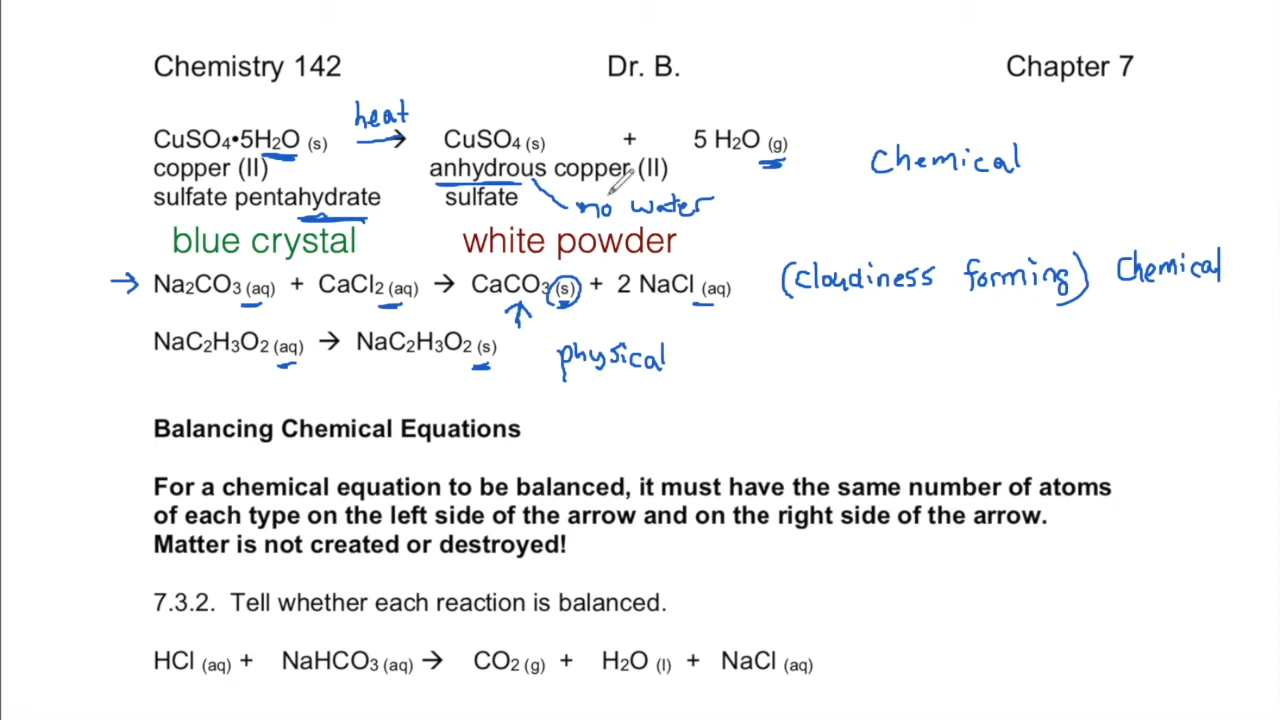 Chemistry 142 Dr. B. Chapter 7
heat
CuSO4•5H2O (s) → CuSO4 (s) + 5 H2O (g)
Chemical
copper (II) anhydrous copper (II)
sulfate pentahydrate sulfate
no water
blue crystal white powder
→ Na2CO3 (aq) + CaCl2 (aq) → CaCO3 (s) + 2 NaCl (aq) (cloudiness forming) Chemical
NaC2H3O2 (aq) → NaC2H3O2 (s) physical
Balancing Chemical Equations
For a chemical equation to be balanced, it must have the same number of atoms
of each type on the left side of the arrow and on the right side of the arrow.
Matter is not created or destroyed!
7.3.2. Tell whether each reaction is balanced.
HCl (aq) + NaHCO3 (aq) → CO2 (g) + H2O (l) + NaCl (aq)